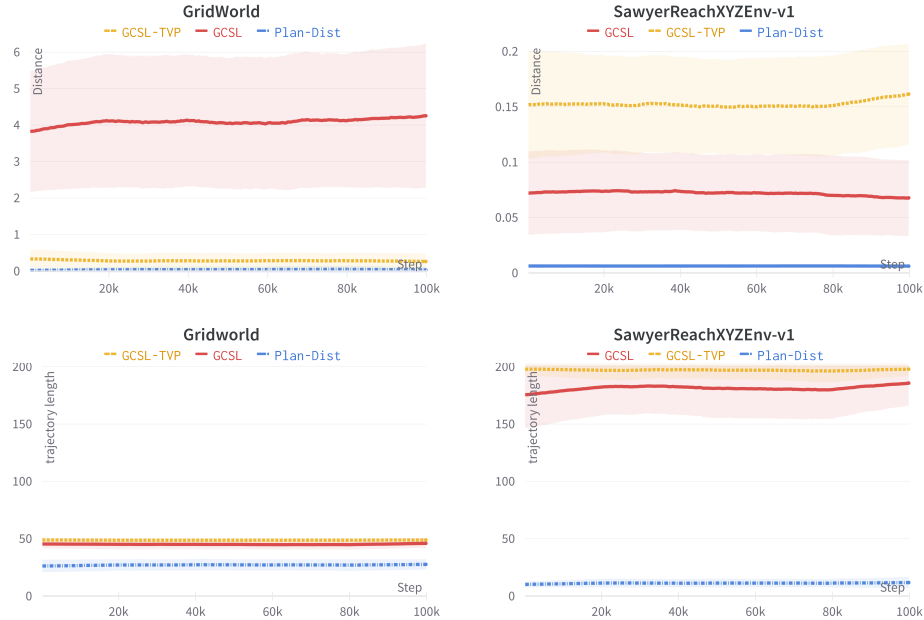 GridWorld
GCSL-TVP GCSL Plan-Dist
Distance
6
5
4
3
2
1
0
Step
20k 40k 60k 80k 100k
SawyerReachXYZEnv-v1
GCSL GCSL-TVP Plan-Dist
Distance
0.2
0.15
0.1
0.05
0
Step
20k 40k 60k 80k 100k
Gridworld
GCSL-TVP GCSL Plan-Dist
trajectory length
200
150
100
50
0
Step
20k 40k 60k 80k 100k
SawyerReachXYZEnv-v1
GCSL GCSL-TVP Plan-Dist
trajectory length
200
150
100
50
0
Step
20k 40k 60k 80k 100k